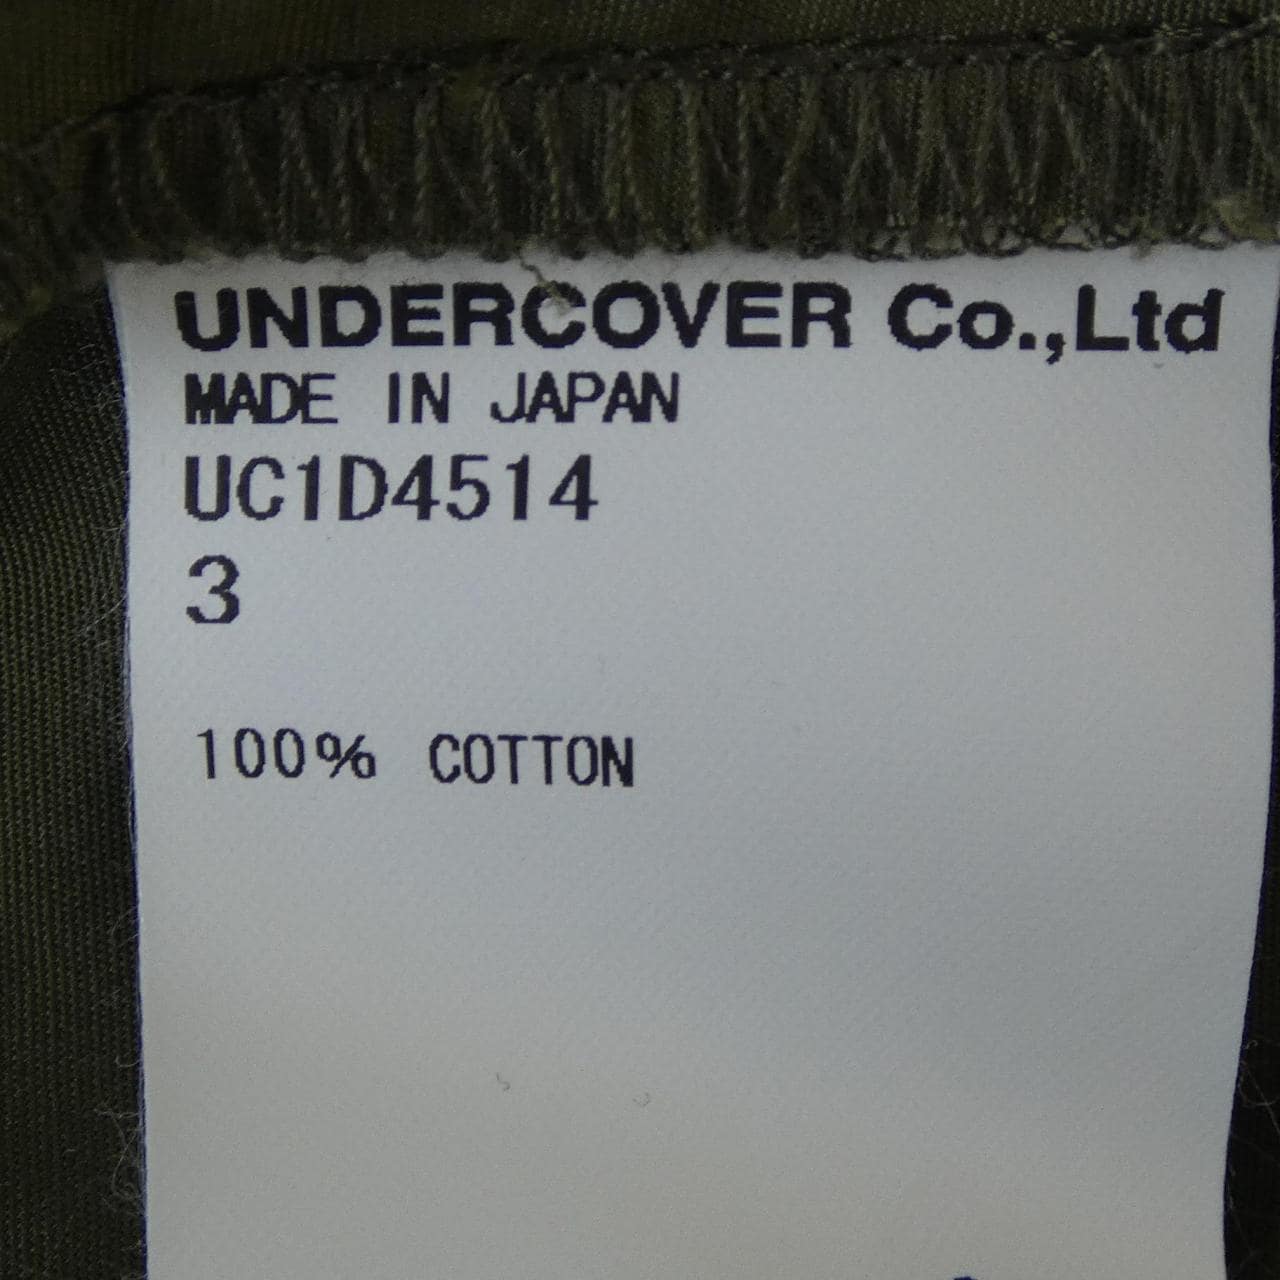 UNDERCOVER Co.,Ltd
MADE IN JAPAN
UC1D4514
3
100% COTTON